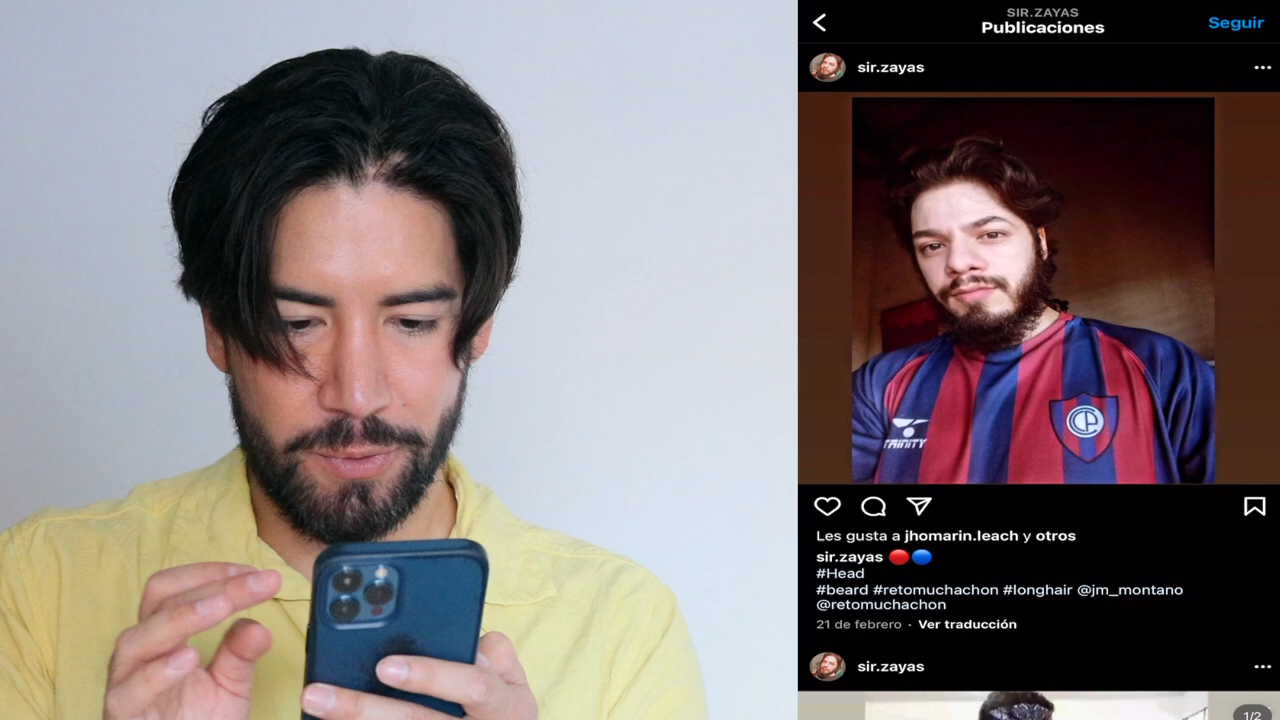 SIR.ZAYAS
Publicaciones
Seguir
sir.zayas
TRINITY
CP
Les gusta a jhomarin.leach y otros
sir.zayas 🔴🔵
#Head
#beard #retomuchachon #longhair @jm_montano
@retomuchachon
21 de febrero · Ver traducción
sir.zayas
1/2